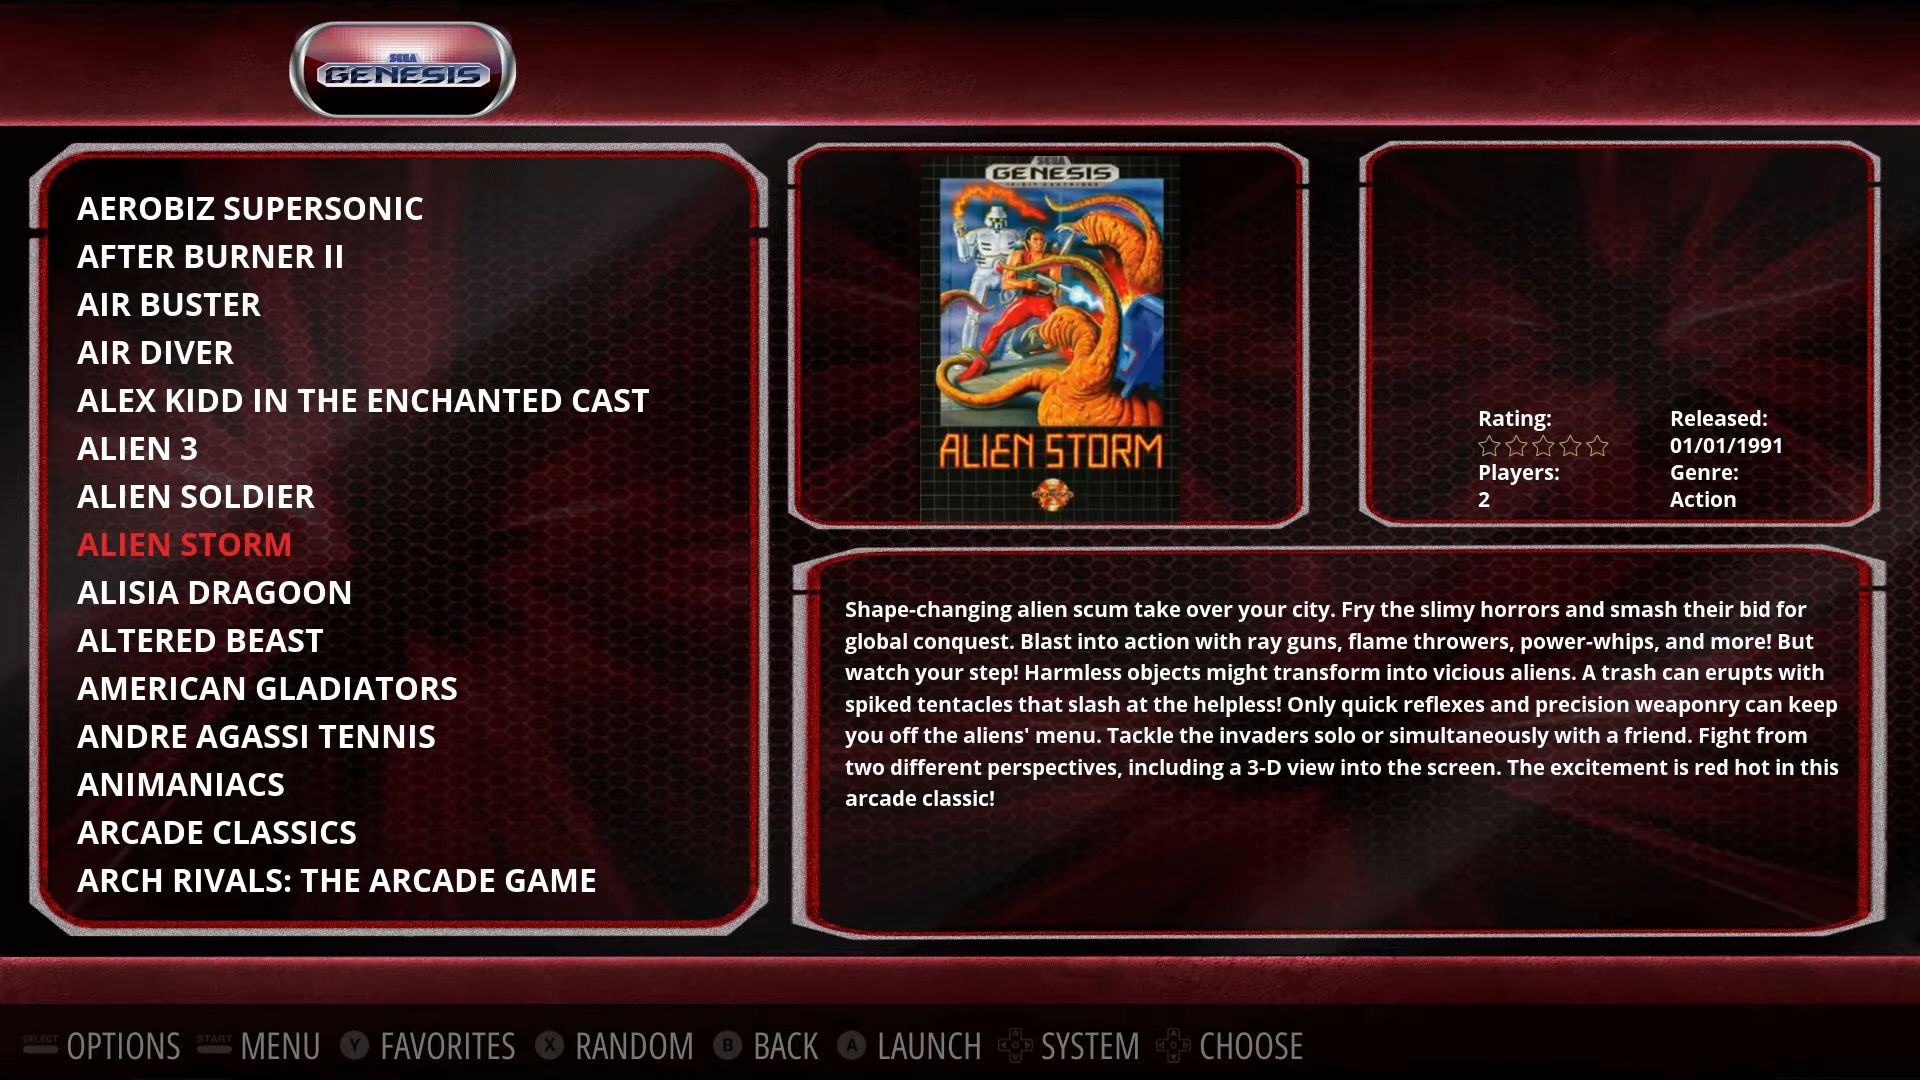 SEGA
GENESIS
AEROBIZ SUPERSONIC
AFTER BURNER II
AIR BUSTER
AIR DIVER
ALEX KIDD IN THE ENCHANTED CAST
ALIEN 3
ALIEN SOLDIER
ALIEN STORM
ALISIA DRAGOON
ALTERED BEAST
AMERICAN GLADIATORS
ANDRE AGASSI TENNIS
ANIMANIACS
ARCADE CLASSICS
ARCH RIVALS: THE ARCADE GAME
SEGA
GENESIS
ALIEN STORM
Rating:
Players:
2
Released:
01/01/1991
Genre:
Action
Shape-changing alien scum take over your city. Fry the slimy horrors and smash their bid for
global conquest. Blast into action with ray guns, flame throwers, power-whips, and more! But
watch your step! Harmless objects might transform into vicious aliens. A trash can erupts with
spiked tentacles that slash at the helpless! Only quick reflexes and precision weaponry can keep
you off the aliens' menu. Tackle the invaders solo or simultaneously with a friend. Fight from
two different perspectives, including a 3-D view into the screen. The excitement is red hot in this
arcade classic!
SELECT OPTIONS START MENU Y FAVORITES X RANDOM B BACK A LAUNCH SYSTEM CHOOSE